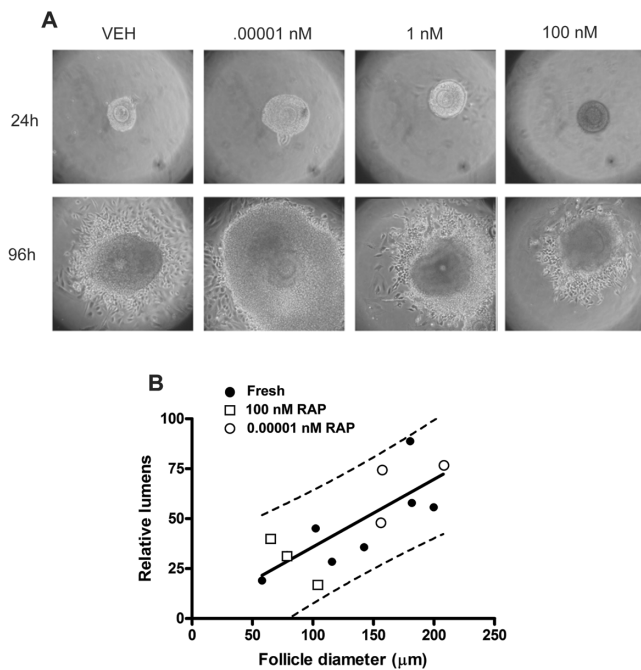 A
VEH .00001 nM 1 nM 100 nM
24h
96h
B
Fresh
100 nM RAP
0.00001 nM RAP
100
75
50
25
0
0 50 100 150 200 250
Relative lumens
Follicle diameter (μm)